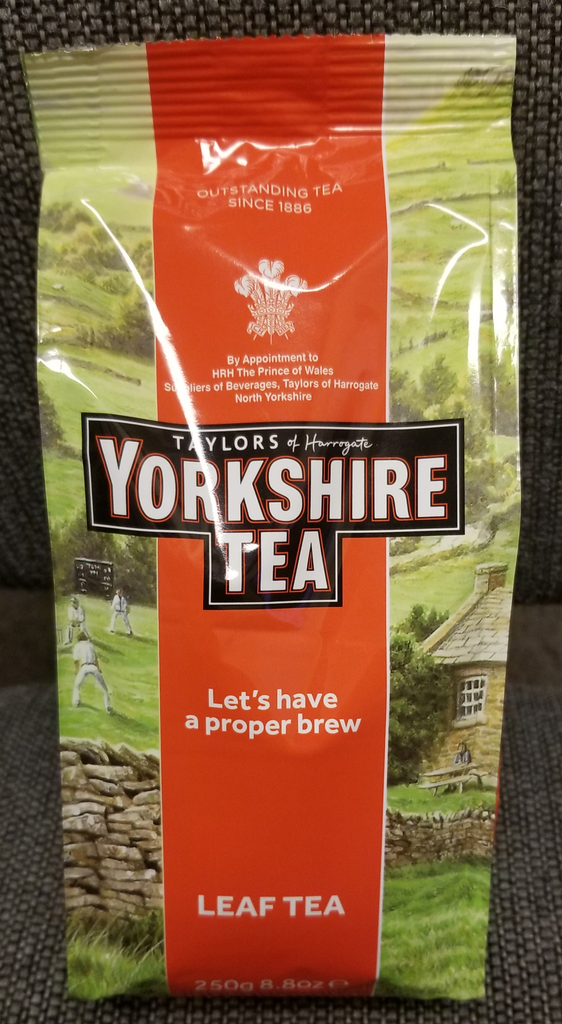 OUTSTANDING TEA
SINCE 1886
By Appointment to
HRH The Prince of Wales
Suppliers of Beverages, Taylors of Harrogate
North Yorkshire
TAYLORS of Harrogate
YORKSHIRE
TEA
Let's have
a proper brew
LEAF TEA
250g 8.8oz ℮